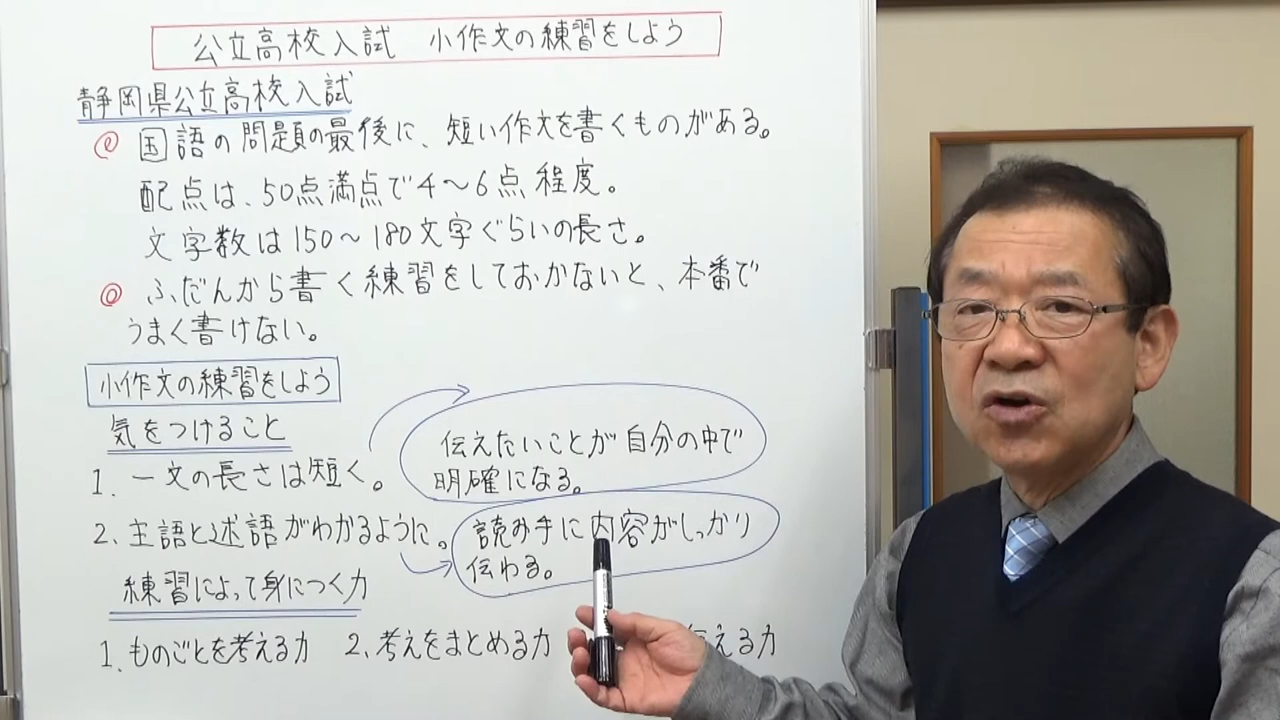 公立高校入試 小作文の練習をしよう
静岡県公立高校入試
◎ 国語の問題の最後に、短い作文を書くものがある。
配点は、50点満点で4～6点程度。
文字数は150～180文字ぐらいの長さ。
◎ ふだんから書く練習をしておかないと、本番で
うまく書けない。
小作文の練習をしよう
気をつけること
1. 一文の長さは短く。
伝えたいことが自分の中で
明確になる。
2. 主語と述語がわかるように。
読み手に内容がしっかり
伝わる。
練習によって身につく力
1. ものごとを考える力 2. 考えをまとめる力 える力